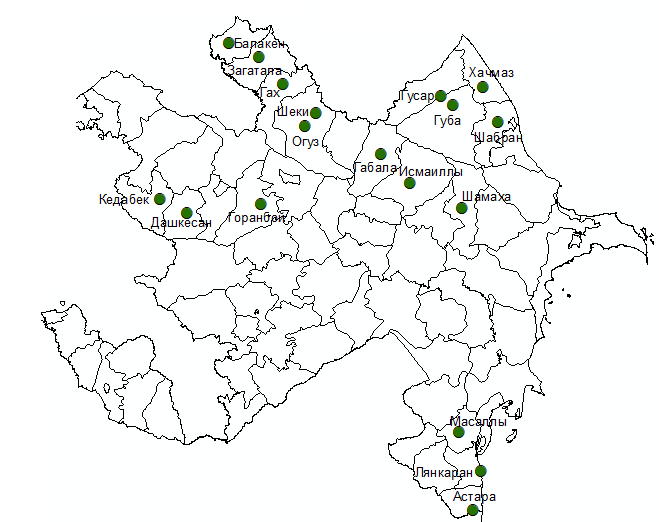 Балакен
Загатала
Гах
Хачмаз
Гусар
Шеки
Губа
Огуз
Шабран
Габала
Исмаиллы
Кедабек
Шамаха
Дашкесан
Горанбой
Масаллы
Лянкаран
Астара